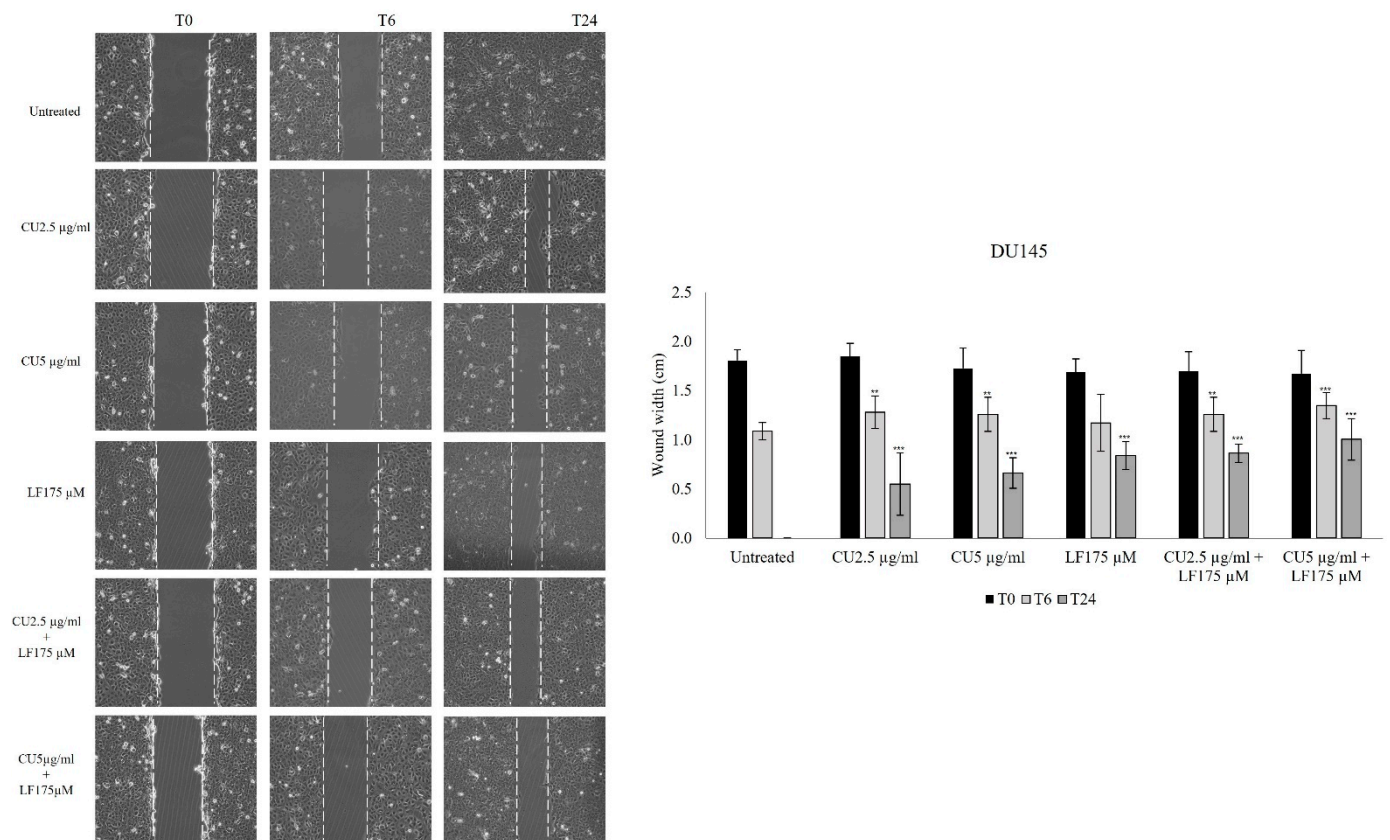 T0 T6 T24
Untreated
CU2.5 µg/ml
CU5 µg/ml
LF175 µM
CU2.5 µg/ml
+
LF175 µM
CU5µg/ml
+
LF175µM
DU145
Wound width (cm)
2.5
2.0
1.5
1.0
0.5
0.0
** *** ** *** *** ** *** *** ***
Untreated CU2.5 µg/ml CU5 µg/ml LF175 µM CU2.5 µg/ml + CU5 µg/ml +
LF175 µM LF175 µM
T0 T6 T24